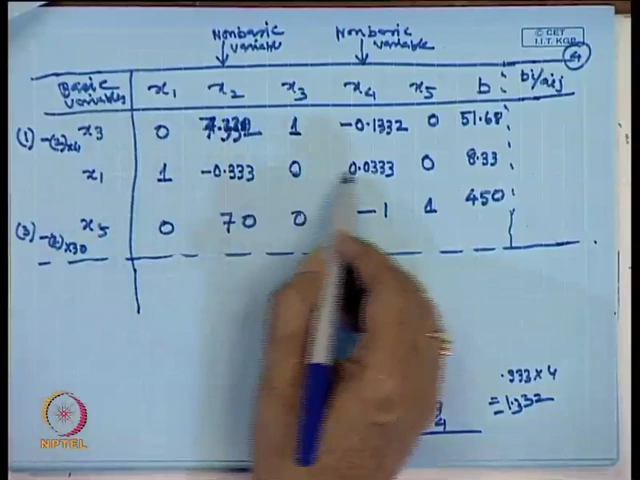 Nonbasic variable
Nonbasic variable
© CET
I.I.T. KGP
4
Basic variables x₁ x₂ x₃ x₄ x₅ b bi/aij
(1)-(2)x4 x₃ 0 1 -0.1332 0 51.68
x₁ 1 -0.333 0 0.0333 0 8.33
(3)-(2)x30 x₅ 0 70 0 -1 1 450
.333x4
=1.332
4
NPTEL